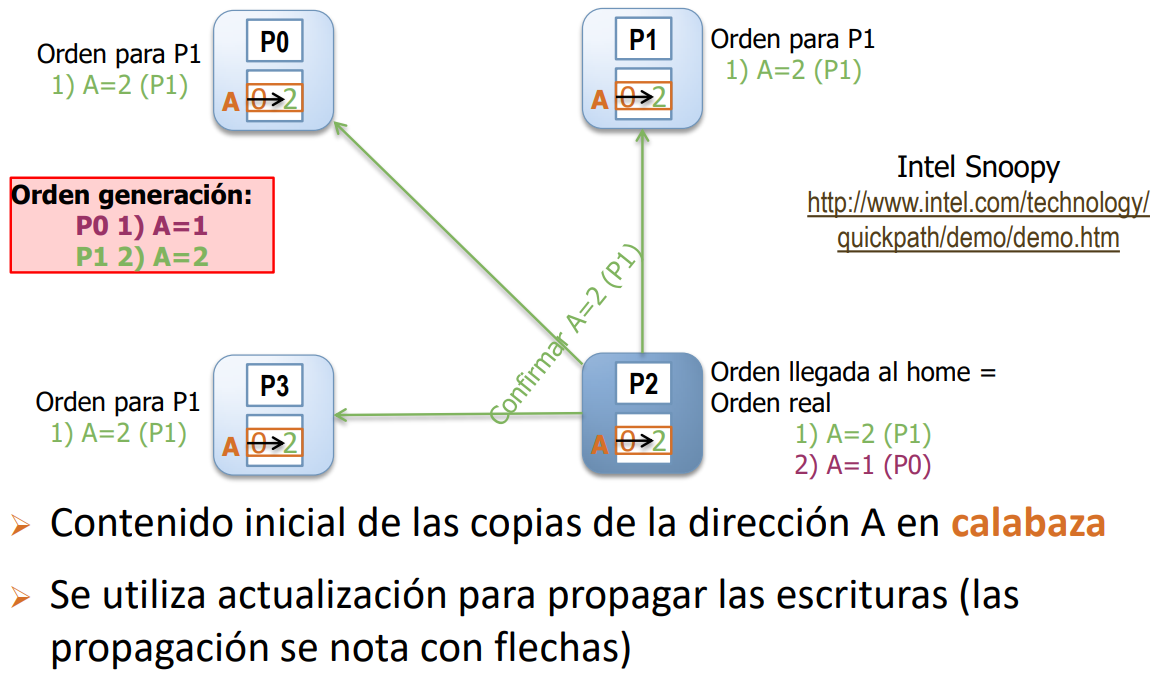 Orden para P1
1) A=2 (P1)
P0
A 0 2
P1
A 0 2
Orden para P1
1) A=2 (P1)
Orden generación:
P0 1) A=1
P1 2) A=2
Intel Snoopy
http://www.intel.com/technology/
quickpath/demo/demo.htm
Confirmar A=2 (P1)
Orden para P1
1) A=2 (P1)
P3
A 0 2
P2
A 0 2
Orden llegada al home =
Orden real
1) A=2 (P1)
2) A=1 (P0)
➢ Contenido inicial de las copias de la dirección A en calabaza
➢ Se utiliza actualización para propagar las escrituras (las
propagación se nota con flechas)